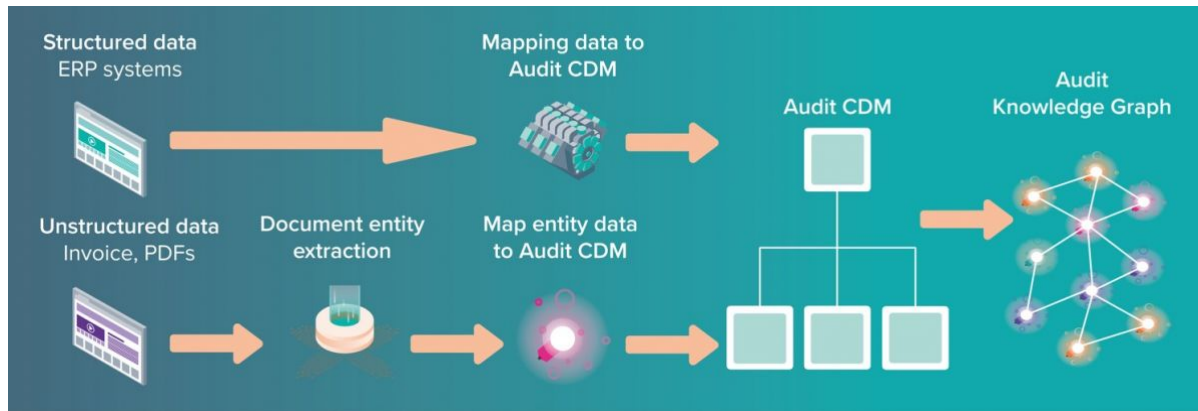 Structured data
ERP systems
Mapping data to
Audit CDM
Audit CDM
Audit
Knowledge Graph
Unstructured data
Invoice, PDFs
Document entity
extraction
Map entity data
to Audit CDM